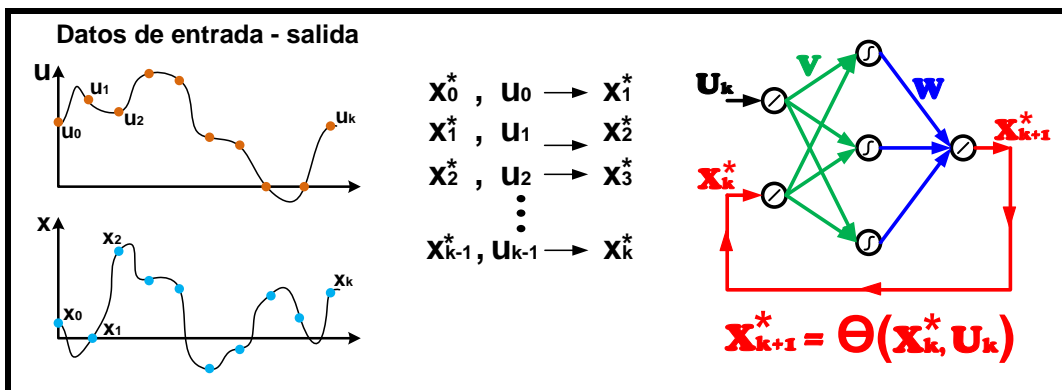 Datos de entrada - salida
u
u₀
u₁
u₂
uₖ
x
x₀
x₁
x₂
xₖ
x*₀ , u₀ → x*₁
x*₁ , u₁ → x*₂
x*₂ , u₂ → x*₃
⋮
x*ₖ₋₁ , uₖ₋₁ → x*ₖ
Uₖ
V
W
X*ₖ
X*ₖ₊₁
X*ₖ₊₁ = Θ(X*ₖ, Uₖ)